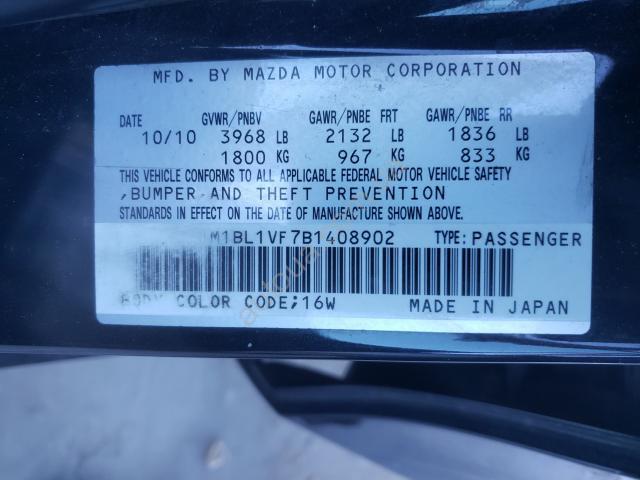 MFD. BY MAZDA MOTOR CORPORATION
DATE GVWR/PNBV GAWR/PNBE FRT GAWR/PNBE RR
10/10 3968 LB 2132 LB 1836 LB
1800 KG 967 KG 833 KG
THIS VEHICLE CONFORMS TO ALL APPLICABLE FEDERAL MOTOR VEHICLE SAFETY
,BUMPER AND THEFT PREVENTION
STANDARDS IN EFFECT ON THE DATE OF MANUFACTURE SHOWN ABOVE.
M1BL1VF7B1408902 TYPE:PASSENGER
BODY COLOR CODE;16W MADE IN JAPAN